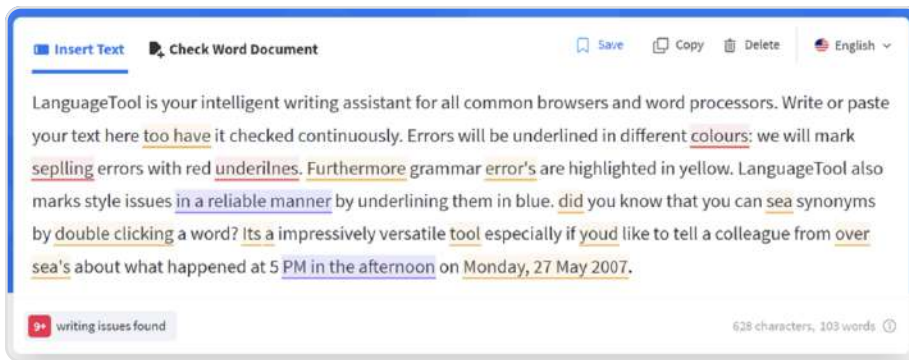 Insert Text Check Word Document Save Copy Delete English
LanguageTool is your intelligent writing assistant for all common browsers and word processors. Write or paste
your text here too have it checked continuously. Errors will be underlined in different colours: we will mark
seplling errors with red underilnes. Furthermore grammar error's are highlighted in yellow. LanguageTool also
marks style issues in a reliable manner by underlining them in blue. did you know that you can sea synonyms
by double clicking a word? Its a impressively versatile tool especially if youd like to tell a colleague from over
sea's about what happened at 5 PM in the afternoon on Monday, 27 May 2007.
9+ writing issues found 628 characters, 103 words